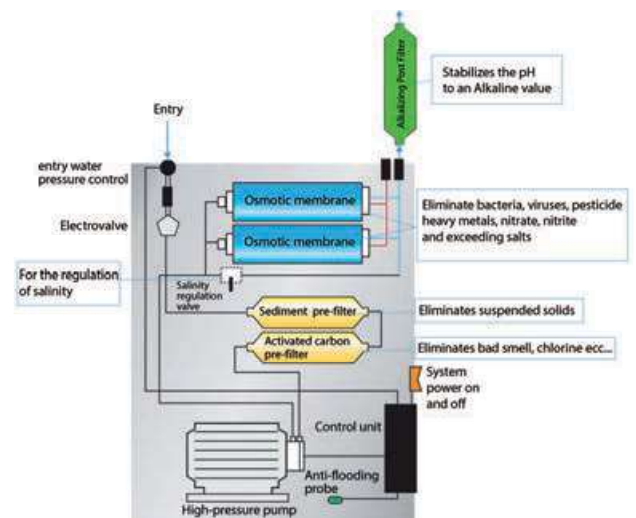 Alkalizing Post Filter
Stabilizes the pH
to an Alkaline value
Entry
entry water
pressure control
Electrovalve
Osmotic membrane
Osmotic membrane
Eliminate bacteria, viruses, pesticide
heavy metals, nitrate, nitrite
and exceeding salts
For the regulation
of salinity
Salinity
regulation
valve
Sediment pre-filter
Eliminates suspended solids
Activated carbon
pre-filter
Eliminates bad smell, chlorine ecc...
System
power on
and off
Control unit
Anti-flooding
probe
High-pressure pump